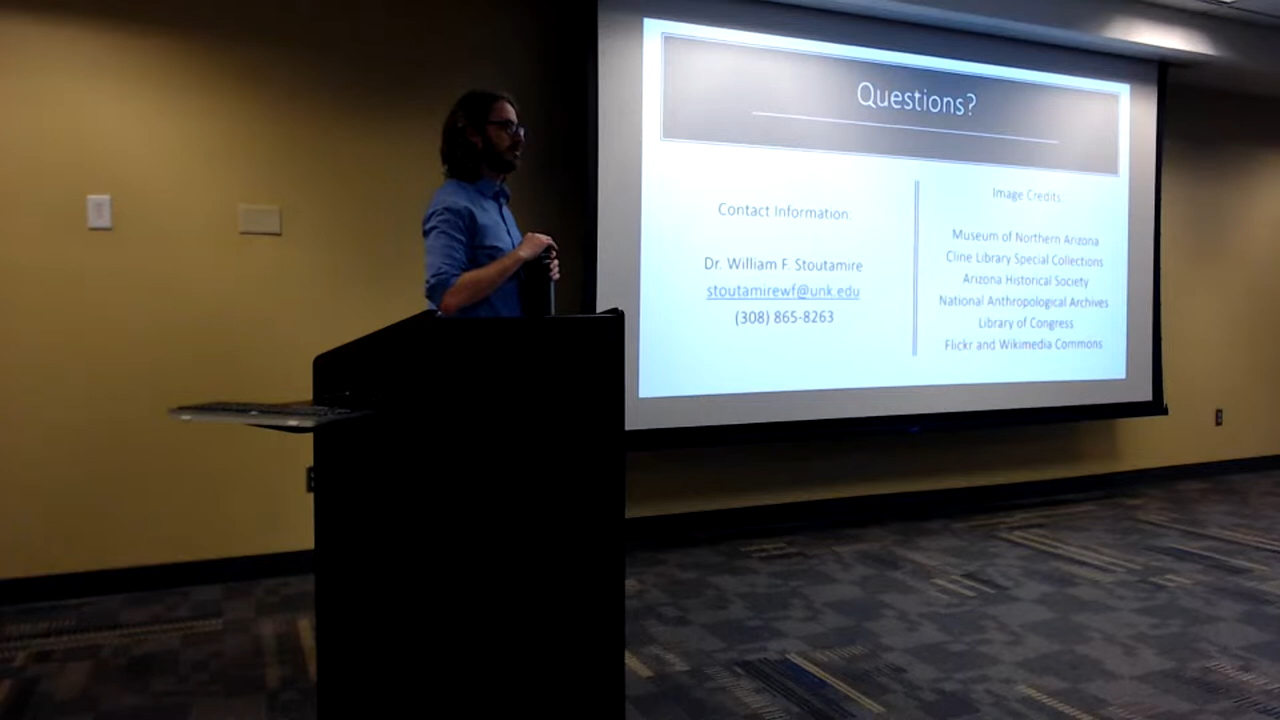 Questions?
Contact Information:
Dr. William F. Stoutamire
stoutamirewf@unk.edu
(308) 865-8263
Image Credits:
Museum of Northern Arizona
Cline Library Special Collections
Arizona Historical Society
National Anthropological Archives
Library of Congress
Flickr and Wikimedia Commons